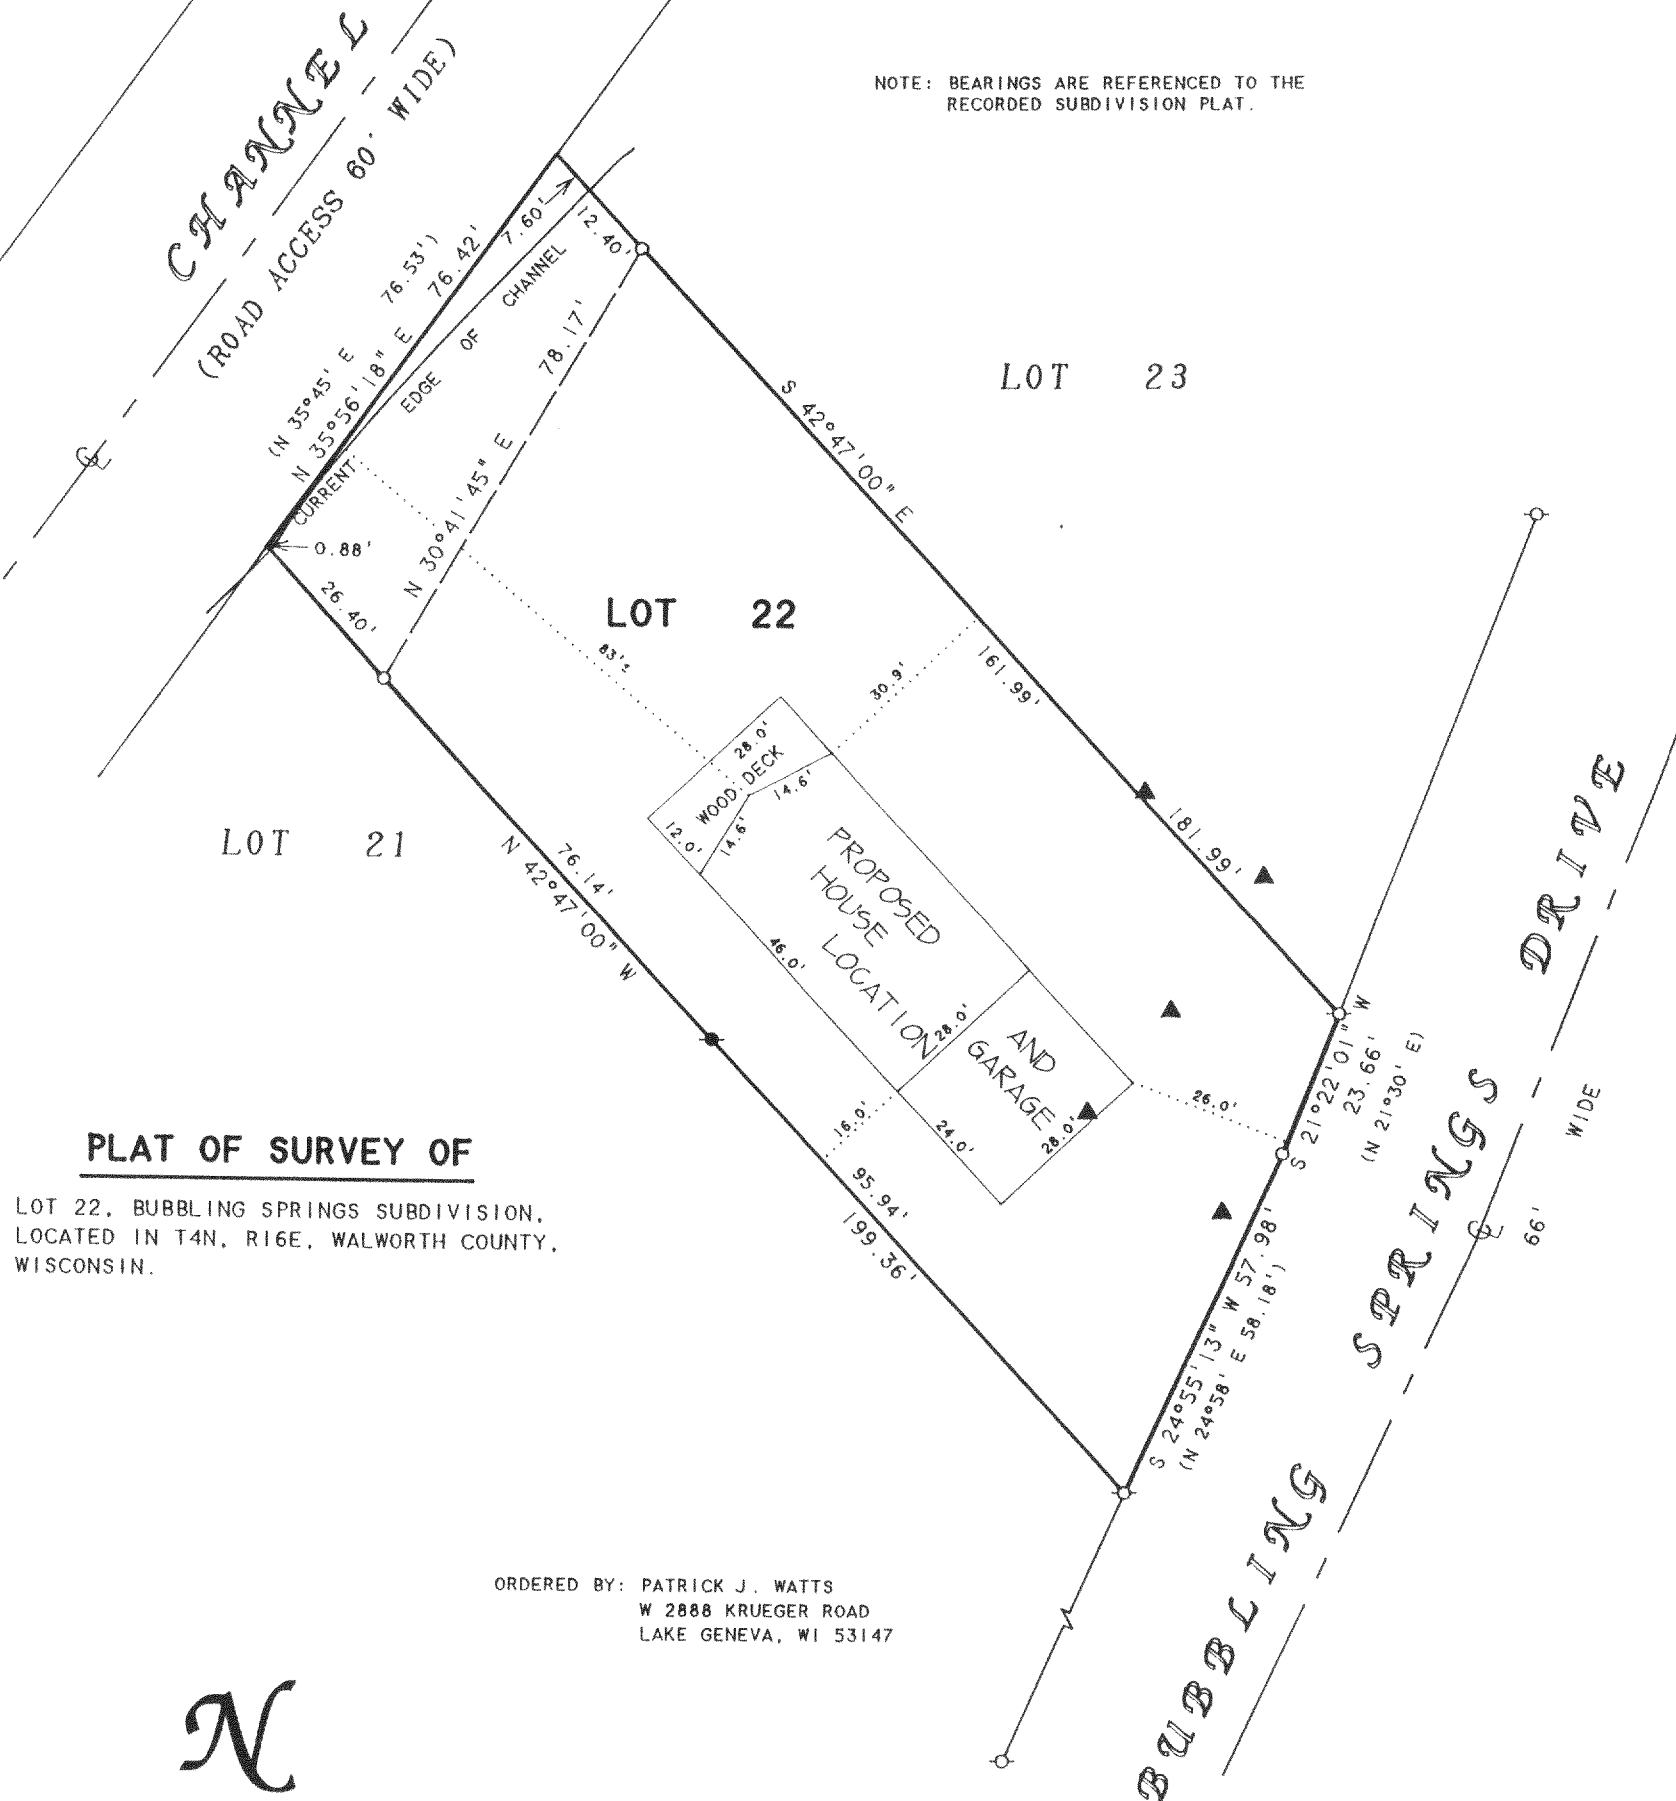 CHANNEL
(ROAD ACCESS 60' WIDE)
NOTE: BEARINGS ARE REFERENCED TO THE
RECORDED SUBDIVISION PLAT.
(N 35°45' E 76.53')
N 35°56'18" E 76.42'
7.60'
12.40'
CURRENT EDGE OF CHANNEL
0.88'
N 30°41'45" E 78.17'
26.40'
LOT 23
S 42°47'00" E
161.99'
181.99'
LOT 22
83'±
30.9'
28.0'
WOOD DECK
12.0'
14.6'
14.6'
LOT 21
76.14'
N 42°47'00" W
46.0'
PROPOSED
HOUSE
LOCATION
28.0'
AND
GARAGE
24.0'
28.0'
26.0'
16.0'
95.94'
199.36'
S 21°22'01" W
23.66'
(N 21°30' E)
S 24°55'13" W 57.98'
(N 24°58' E 58.18')
BUBBLING SPRINGS DRIVE
66' WIDE
PLAT OF SURVEY OF
LOT 22, BUBBLING SPRINGS SUBDIVISION,
LOCATED IN T4N, R16E, WALWORTH COUNTY,
WISCONSIN.
ORDERED BY: PATRICK J. WATTS
W 2888 KRUEGER ROAD
LAKE GENEVA, WI 53147
N